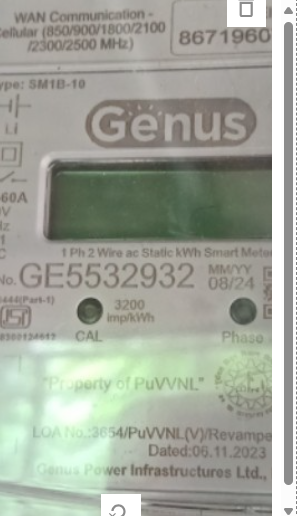 WAN Communication -
Cellular (850/900/1800/2100
/2300/2500 MHz)
8671960
Type: SM1B-10
Genus
60A
1 Ph 2 Wire ac Static kWh Smart Meter
No. GE5532932 MM/YY
08/24
3200
imp/kWh
CAL
Phase
"Property of PuVVNL"
LOA No.:3654/PuVVNL(V)/Revampe
Dated:06.11.2023
Genus Power Infrastructures Ltd.,